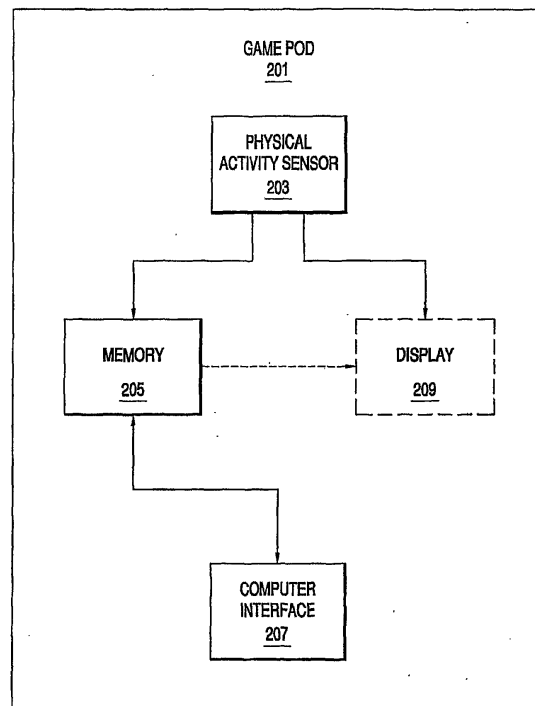 GAME POD
201
PHYSICAL
ACTIVITY SENSOR
203
MEMORY
205
DISPLAY
209
COMPUTER
INTERFACE
207